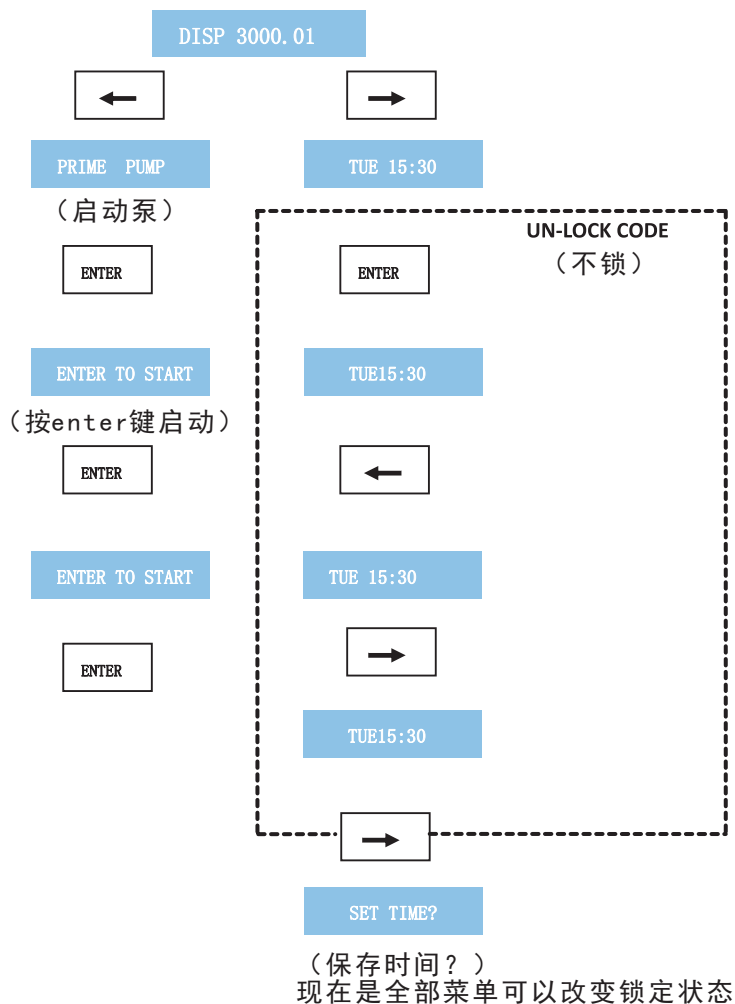 DISP 3000.01
←
→
PRIME PUMP
TUE 15:30
（启动泵）
UN-LOCK CODE
（不锁）
ENTER
ENTER
ENTER TO START
TUE15:30
（按enter键启动）
ENTER
←
ENTER TO START
TUE 15:30
ENTER
→
TUE15:30
→
SET TIME?
（保存时间？）
现在是全部菜单可以改变锁定状态